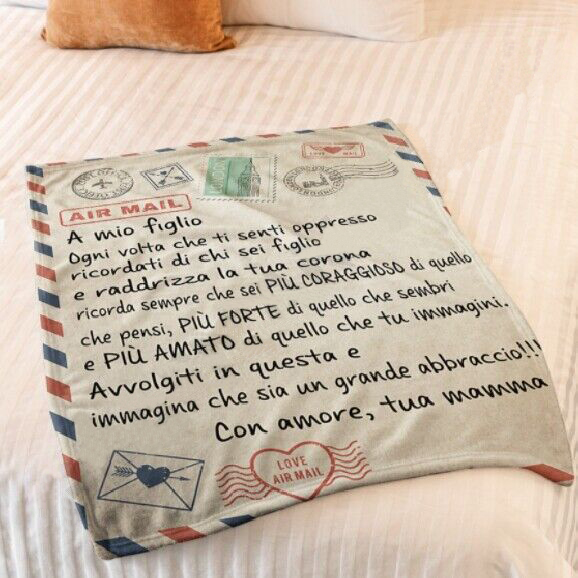 LOVE MAIL
LONDON
AIR MAIL
A mio figlio
Ogni volta che ti senti oppresso
ricordati di chi sei figlio
e raddrizza la tua corona
ricorda sempre che sei PIÙ CORAGGIOSO di quello
che pensi, PIÙ FORTE di quello che sembri
e PIÙ AMATO di quello che tu immagini.
Avvolgiti in questa e
immagina che sia un grande abbraccio!!!
Con amore, tua mamma
LOVE
AIR MAIL